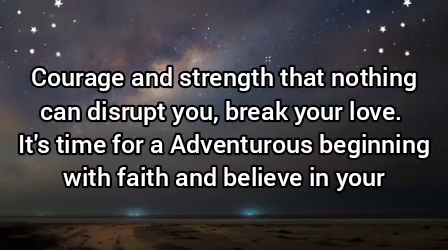 Courage and strength that nothing
can disrupt you, break your love.
It's time for a Adventurous beginning
with faith and believe in your